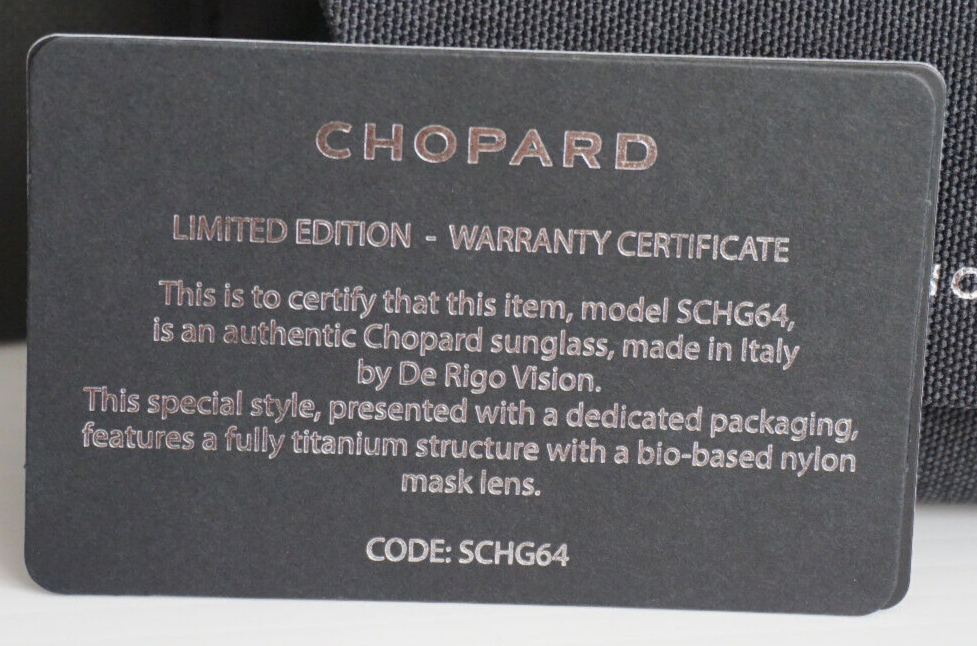 CHOPARD
LIMITED EDITION - WARRANTY CERTIFICATE
This is to certify that this item, model SCHG64,
is an authentic Chopard sunglass, made in Italy
by De Rigo Vision.
This special style, presented with a dedicated packaging,
features a fully titanium structure with a bio-based nylon
mask lens.
CODE: SCHG64